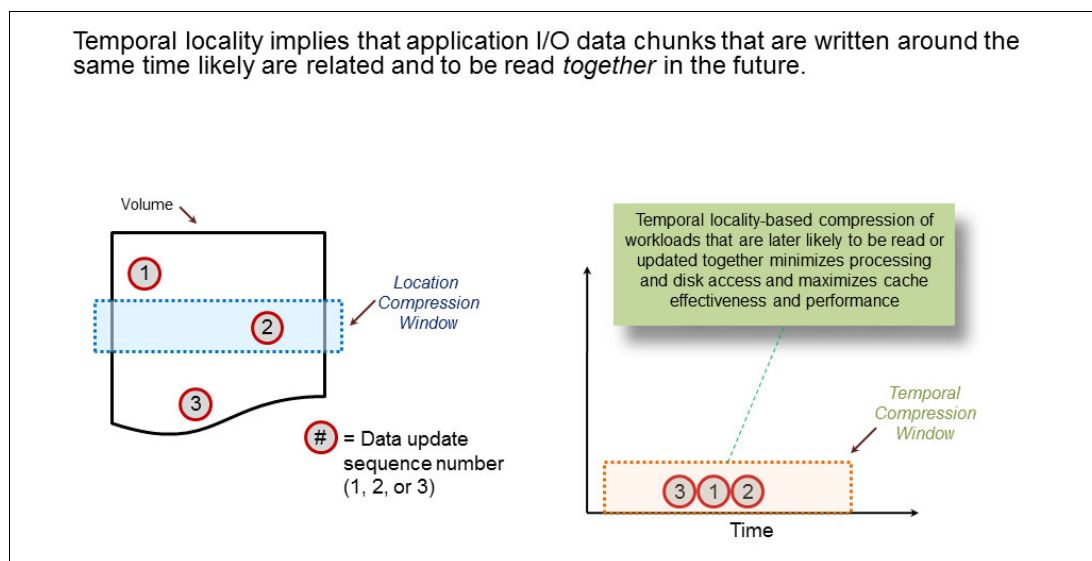 Temporal locality implies that application I/O data chunks that are written around the
same time likely are related and to be read together in the future.
Volume
1
2
3
Location
Compression
Window
# = Data update
sequence number
(1, 2, or 3)
Temporal locality-based compression of
workloads that are later likely to be read or
updated together minimizes processing
and disk access and maximizes cache
effectiveness and performance
Temporal
Compression
Window
3 1 2
Time